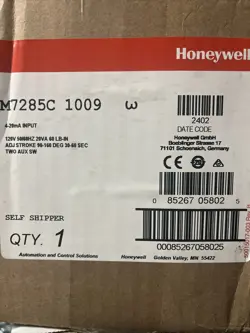 Honeywell
M7285C 1009 ω
2402
DATE CODE
4-20mA INPUT
120V 50/60HZ 20VA 60 LB-IN
ADJ STROKE 90-160 DEG 30-60 SEC
TWO AUX SW
Honeywell GmbH
Boeblinger Strasse 17
71101 Schoenaich, Germany
0 85267 05802 5
SELF SHIPPER
QTY. 1
00085267058025
Automation and Control Solutions
Honeywell
Golden Valley, MN 55422